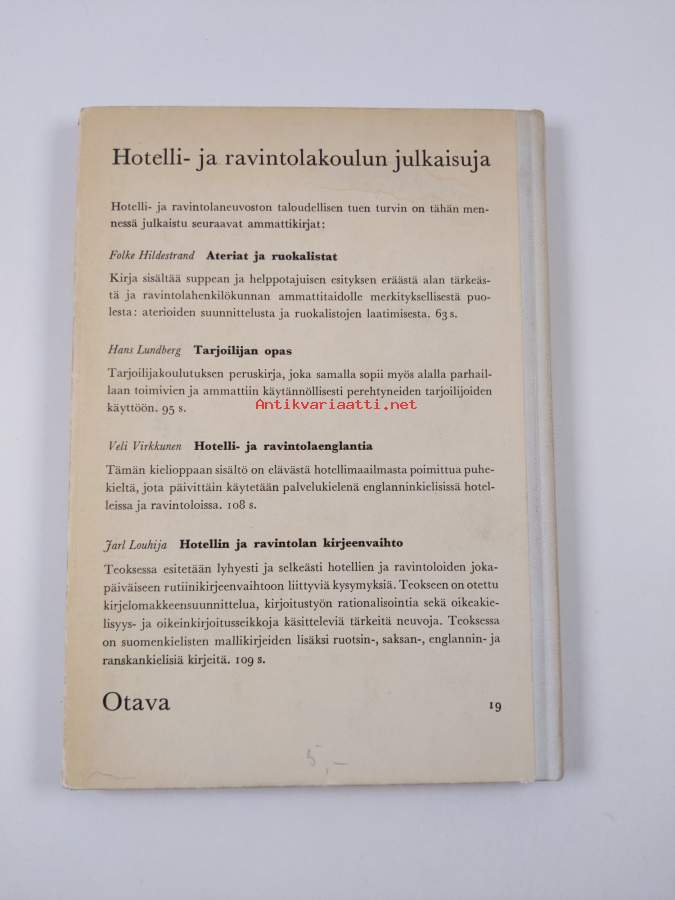 Hotelli- ja ravintolakoulun julkaisuja
Hotelli- ja ravintolaneuvoston taloudellisen tuen turvin on tähän men-
nessä julkaistu seuraavat ammattikirjat:
Folke Hildestrand Ateriat ja ruokalistat
Kirja sisältää suppean ja helppotajuisen esityksen eräästä alan tärkeäs-
tä ja ravintolahenkilökunnan ammattitaidolle merkityksellisestä puo-
lesta: aterioiden suunnittelusta ja ruokalistojen laatimisesta. 63 s.
Hans Lundberg Tarjoilijan opas
Tarjoilijakoulutuksen peruskirja, joka samalla sopii myös alalla parhail-
laan toimivien ja ammattiin käytännöllisesti perehtyneiden tarjoilijoiden
käyttöön. 95 s.
Antikvariaatti.net
Veli Virkkunen Hotelli- ja ravintolaenglantia
Tämän kielioppaan sisältö on elävästä hotellimaailmasta poimittua puhe-
kieltä, jota päivittäin käytetään palvelukielenä englanninkielisissä hotel-
leissa ja ravintoloissa. 108 s.
Jarl Louhija Hotellin ja ravintolan kirjeenvaihto
Teoksessa esitetään lyhyesti ja selkeästi hotellien ja ravintoloiden joka-
päiväiseen rutiinikirjeenvaihtoon liittyviä kysymyksiä. Teokseen on otettu
kirjelomakkeensuunnittelua, kirjoitustyön rationalisointia sekä oikeakie-
lisyys- ja oikeinkirjoitusseikkoja käsitteleviä tärkeitä neuvoja. Teoksessa
on suomenkielisten mallikirjeiden lisäksi ruotsin-, saksan-, englannin- ja
ranskankielisiä kirjeitä. 109 s.
Otava 19
5,-